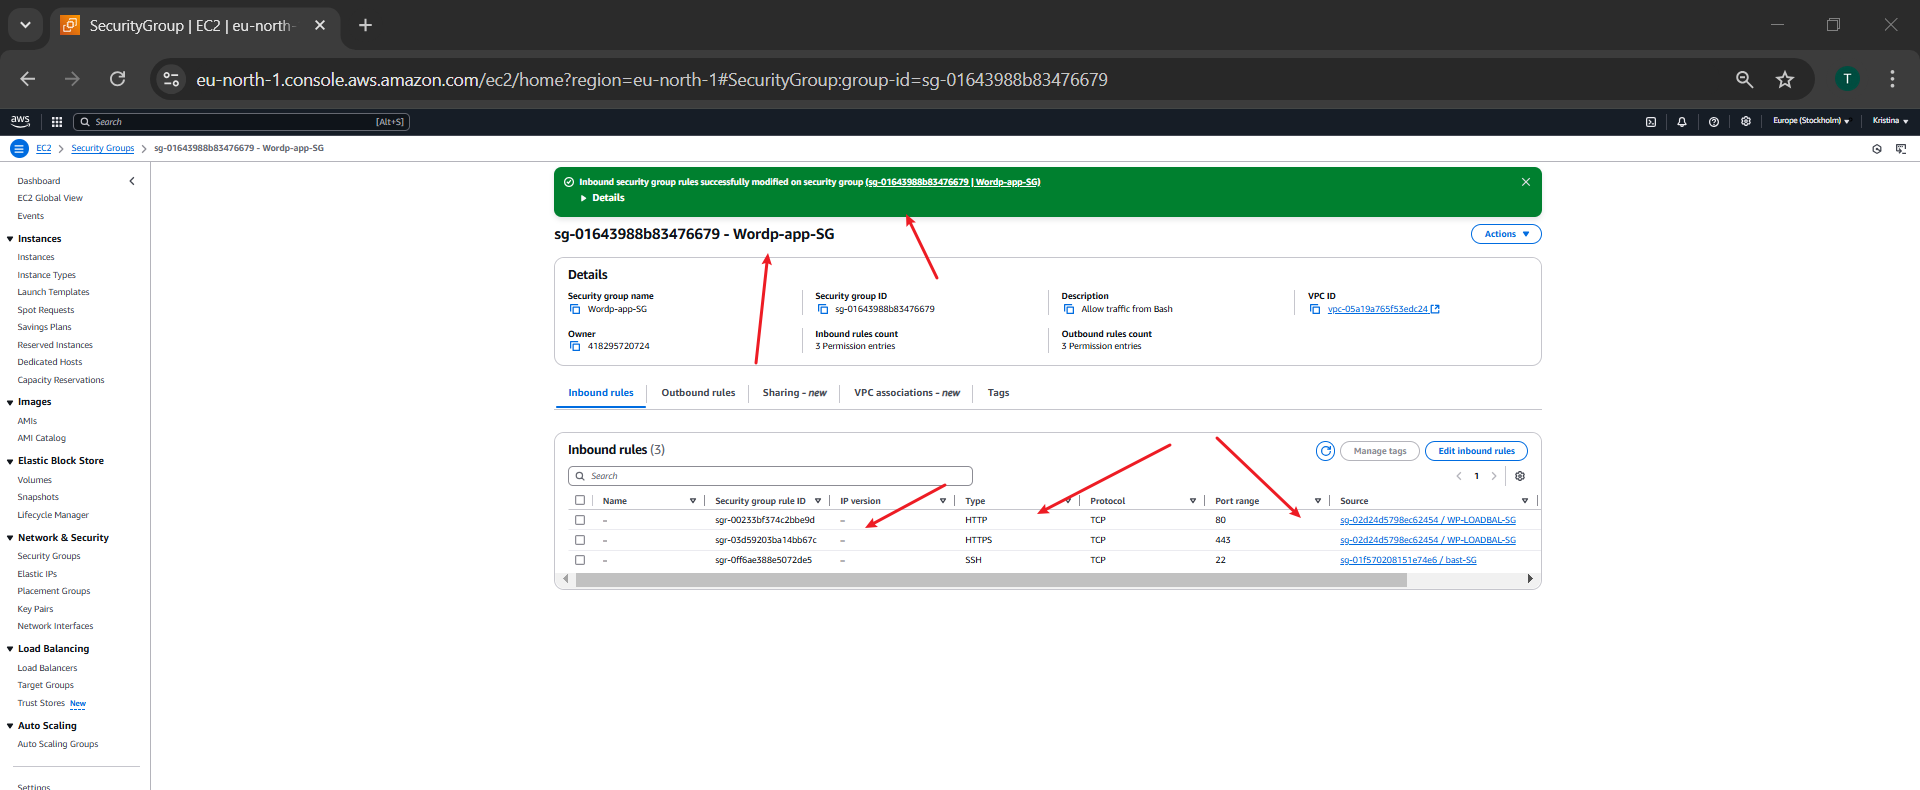 SecurityGroup | EC2 | eu-north-
eu-north-1.console.aws.amazon.com/ec2/home?region=eu-north-1#SecurityGroup:group-id=sg-01643988b83476679
T
aws
Search
[Alt+S]
Europe (Stockholm)
Kristina
EC2
Security Groups
sg-01643988b83476679 - Wordp-app-SG
Dashboard
EC2 Global View
Events
Instances
Instances
Instance Types
Launch Templates
Spot Requests
Savings Plans
Reserved Instances
Dedicated Hosts
Capacity Reservations
Images
AMIs
AMI Catalog
Elastic Block Store
Volumes
Snapshots
Lifecycle Manager
Network & Security
Security Groups
Elastic IPs
Placement Groups
Key Pairs
Network Interfaces
Load Balancing
Load Balancers
Target Groups
Trust Stores New
Auto Scaling
Auto Scaling Groups
Settings
Inbound security group rules successfully modified on security group (sg-01643988b83476679 | Wordp-app-SG)
Details
sg-01643988b83476679 - Wordp-app-SG
Actions
Details
Security group name
Wordp-app-SG
Security group ID
sg-01643988b83476679
Description
Allow traffic from Bash
VPC ID
vpc-05a19a765f53edc24
Owner
418295720724
Inbound rules count
3 Permission entries
Outbound rules count
3 Permission entries
Inbound rules
Outbound rules
Sharing - new
VPC associations - new
Tags
Inbound rules (3)
Manage tags
Edit inbound rules
Search
1
Name Security group rule ID IP version Type Protocol Port range Source
– sgr-00233bf374c2bbe9d – HTTP TCP 80 sg-02d24d5798ec62454 / WP-LOADBAL-SG
– sgr-03d59203ba14bb67c – HTTPS TCP 443 sg-02d24d5798ec62454 / WP-LOADBAL-SG
– sgr-0ff6ae388e5072de5 – SSH TCP 22 sg-01f570208151e74e6 / bast-SG